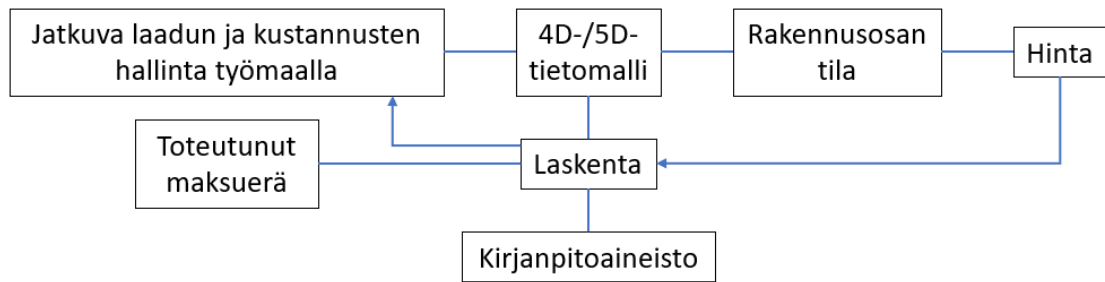 Jatkuva laadun ja kustannusten
hallinta työmaalla
4D-/5D-
tietomalli
Rakennusosan
tila
Hinta
Toteutunut
maksuerä
Laskenta
Kirjanpitoaineisto